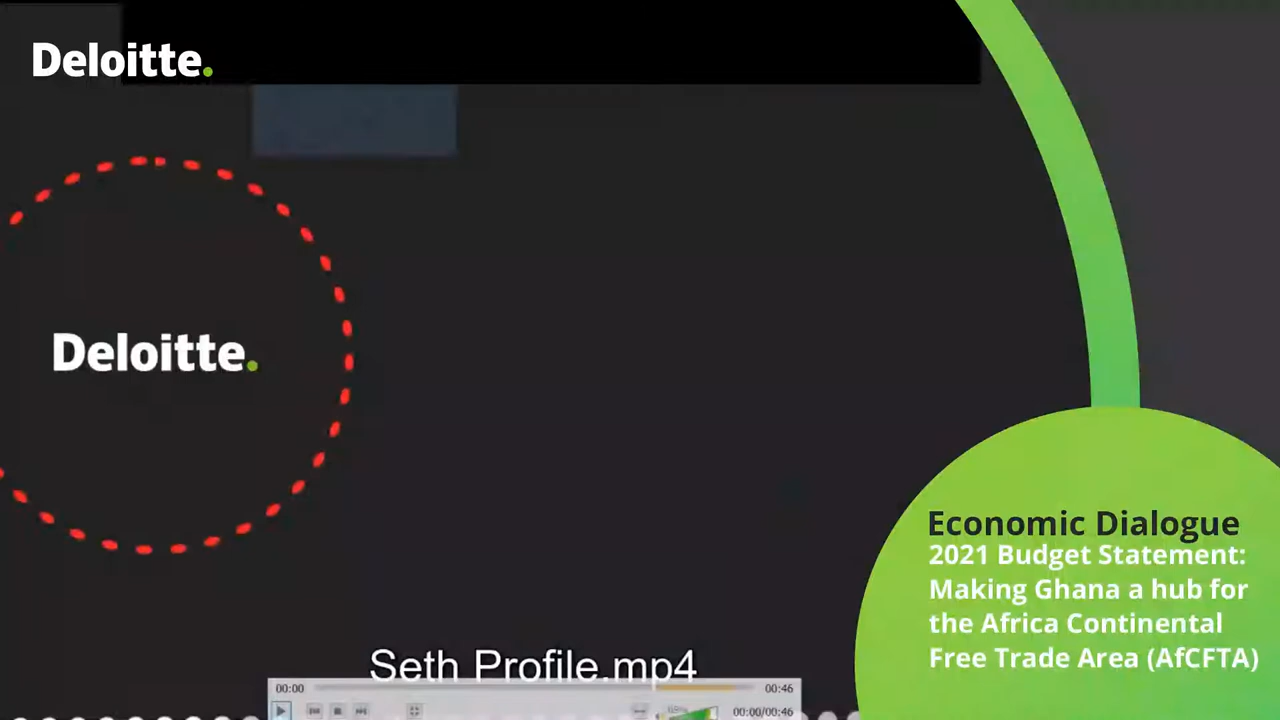 Deloitte.
Deloitte.
Economic Dialogue
2021 Budget Statement:
Making Ghana a hub for
the Africa Continental
Free Trade Area (AfCFTA)
Seth Profile.mp4
00:00
00:46
69%
00:00/00:46